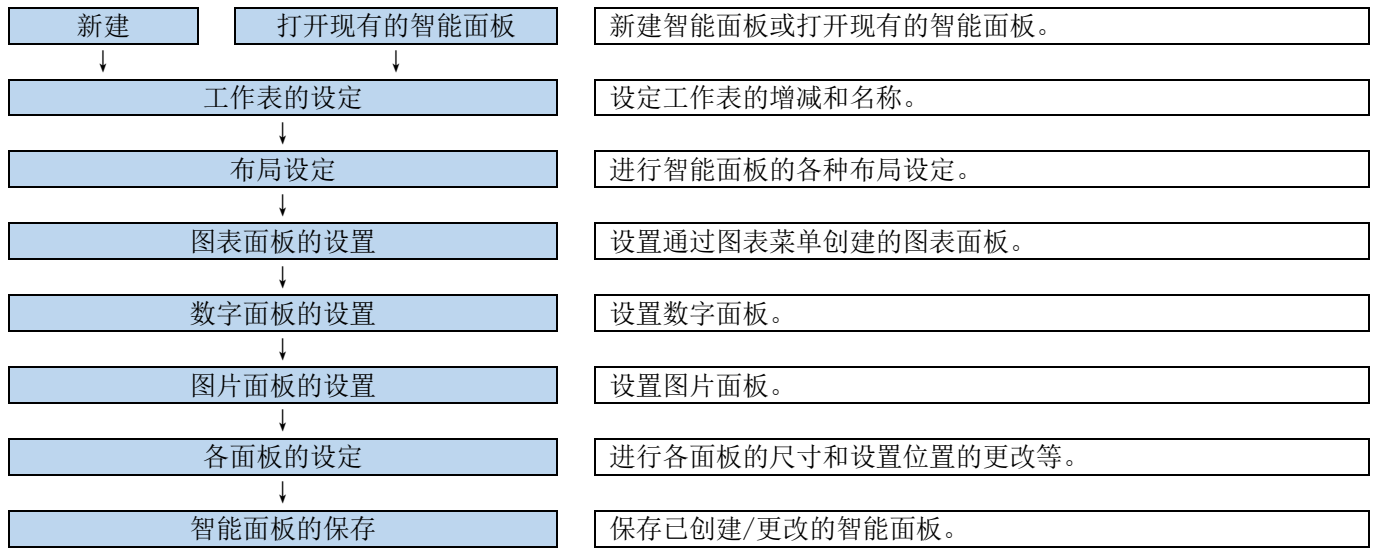 新建
打开现有的智能面板
新建智能面板或打开现有的智能面板。
↓
↓
工作表的设定
设定工作表的增减和名称。
↓
布局设定
进行智能面板的各种布局设定。
↓
图表面板的设置
设置通过图表菜单创建的图表面板。
↓
数字面板的设置
设置数字面板。
↓
图片面板的设置
设置图片面板。
↓
各面板的设定
进行各面板的尺寸和设置位置的更改等。
↓
智能面板的保存
保存已创建/更改的智能面板。